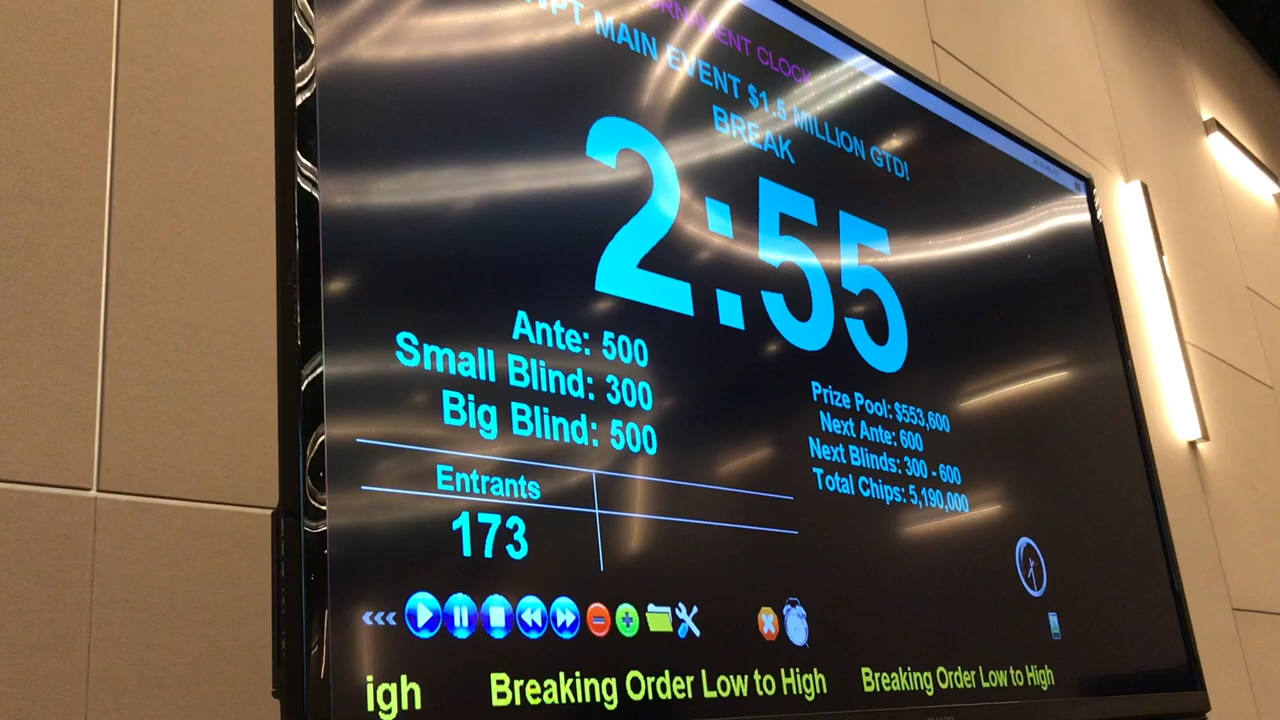 TOURNAMENT CLOCK
WPT MAIN EVENT $1.5 MILLION GTD!
BREAK
2:55
Ante: 500
Small Blind: 300
Big Blind: 500
Prize Pool: $553,600
Next Ante: 600
Next Blinds: 300 - 600
Total Chips: 5,190,000
Entrants
173
<<<
igh Breaking Order Low to High Breaking Order Low to High